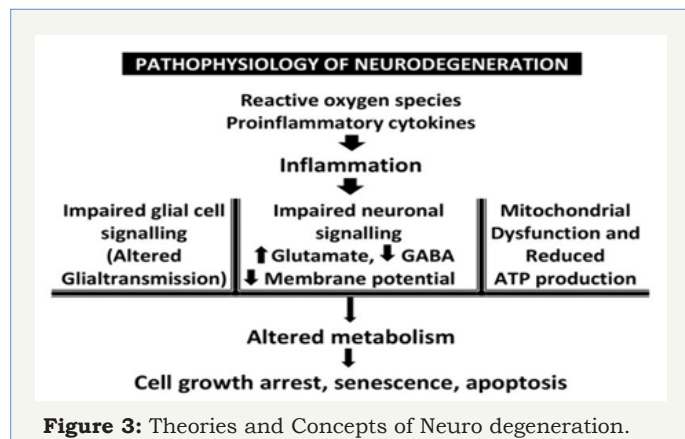 PATHOPHYSIOLOGY OF NEURODEGENERATION
Reactive oxygen species
Proinflammatory cytokines
Inflammation
Impaired glial cell
signalling
(Altered
Glialtransmission)
Impaired neuronal
signalling
⬆ Glutamate, ⬇ GABA
⬇ Membrane potential
Mitochondrial
Dysfunction and
Reduced
ATP production
Altered metabolism
Cell growth arrest, senescence, apoptosis
Figure 3: Theories and Concepts of Neuro degeneration.